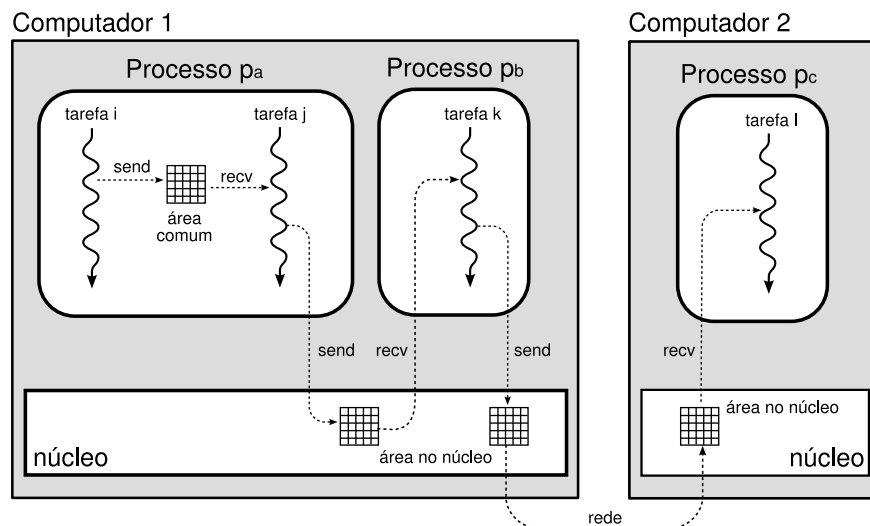 Computador 1
Computador 2
Processo pa
Processo pb
Processo pc
tarefa i
tarefa j
tarefa k
tarefa l
send
recv
área
comum
send
recv
send
recv
área no núcleo
área no núcleo
núcleo
núcleo
rede